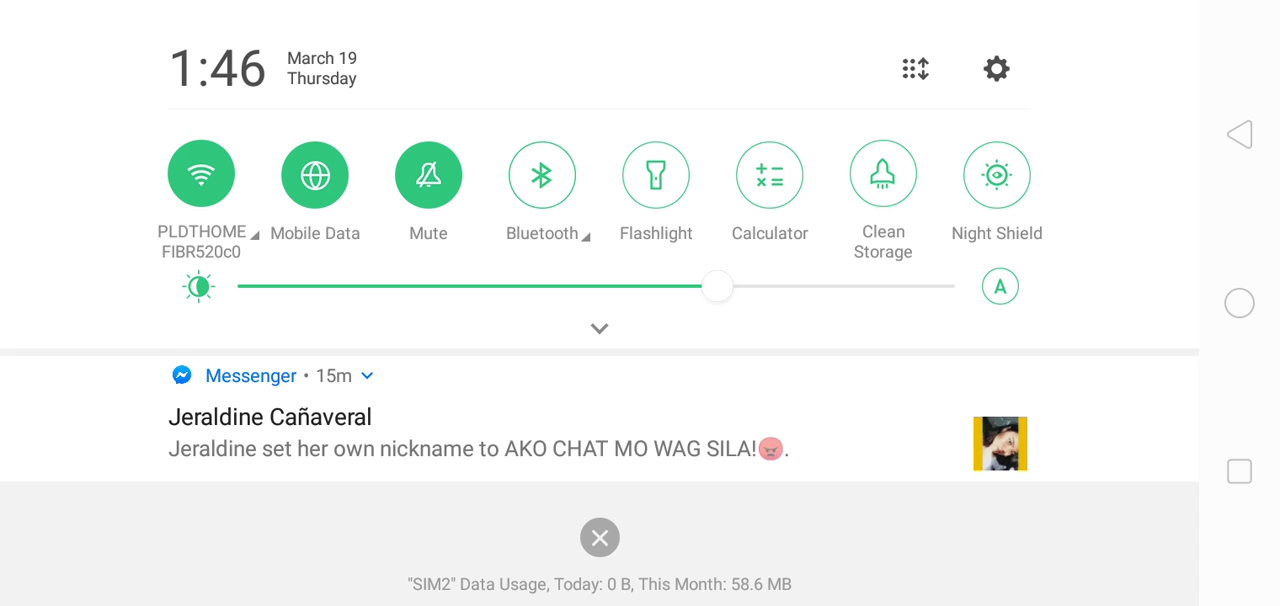 1:46
March 19
Thursday
PLDTHOME
FIBR520c0
Mobile Data
Mute
Bluetooth
Flashlight
Calculator
Clean
Storage
Night Shield
A
Messenger • 15m
Jeraldine Cañaveral
Jeraldine set her own nickname to AKO CHAT MO WAG SILA!😡.
"SIM2" Data Usage, Today: 0 B, This Month: 58.6 MB